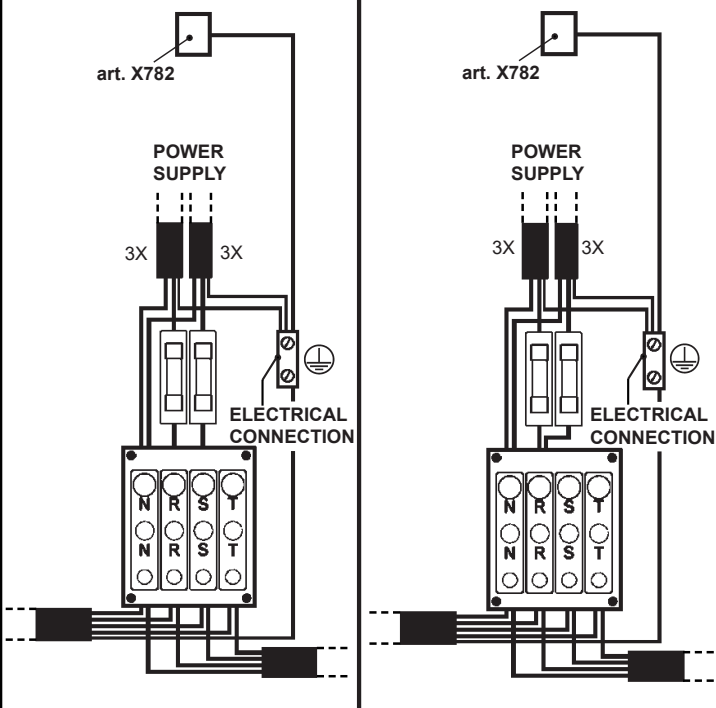 art. X782
POWER
SUPPLY
3X 3X
ELECTRICAL
CONNECTION
N R S T
N R S T
art. X782
POWER
SUPPLY
3X 3X
ELECTRICAL
CONNECTION
N R S T
N R S T